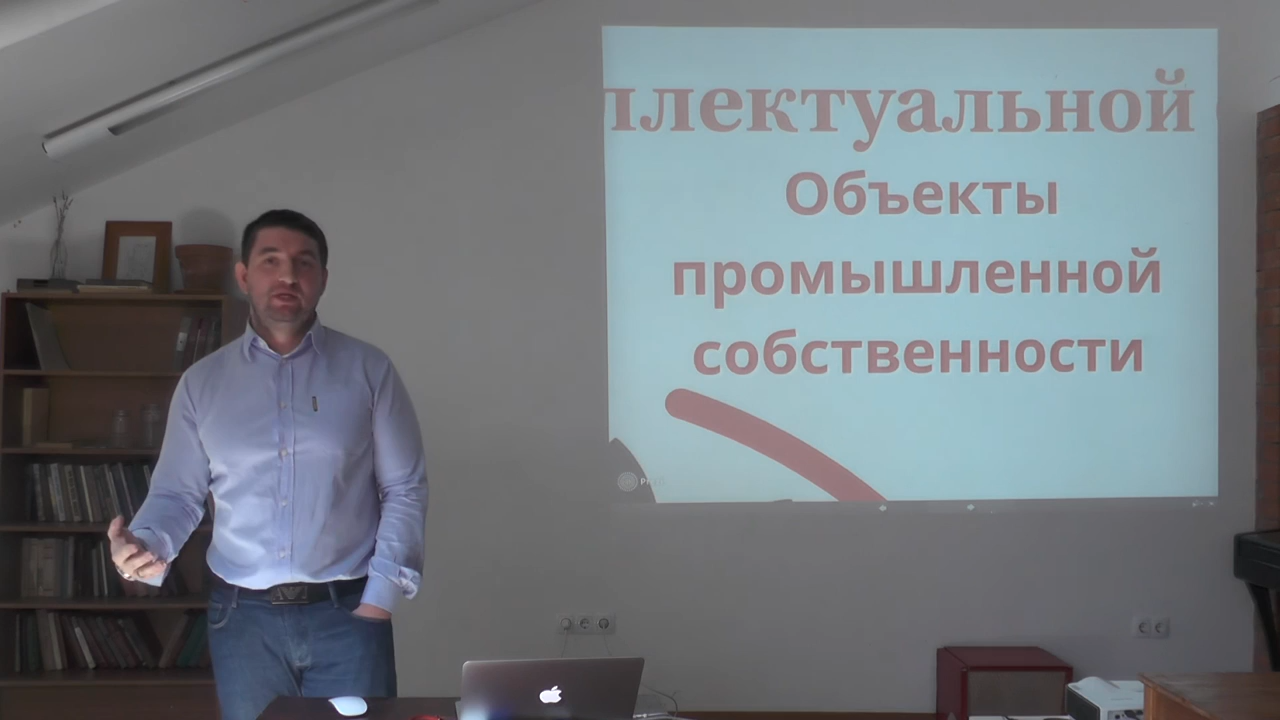 ллектуальной
Объекты
промышленной
собственности